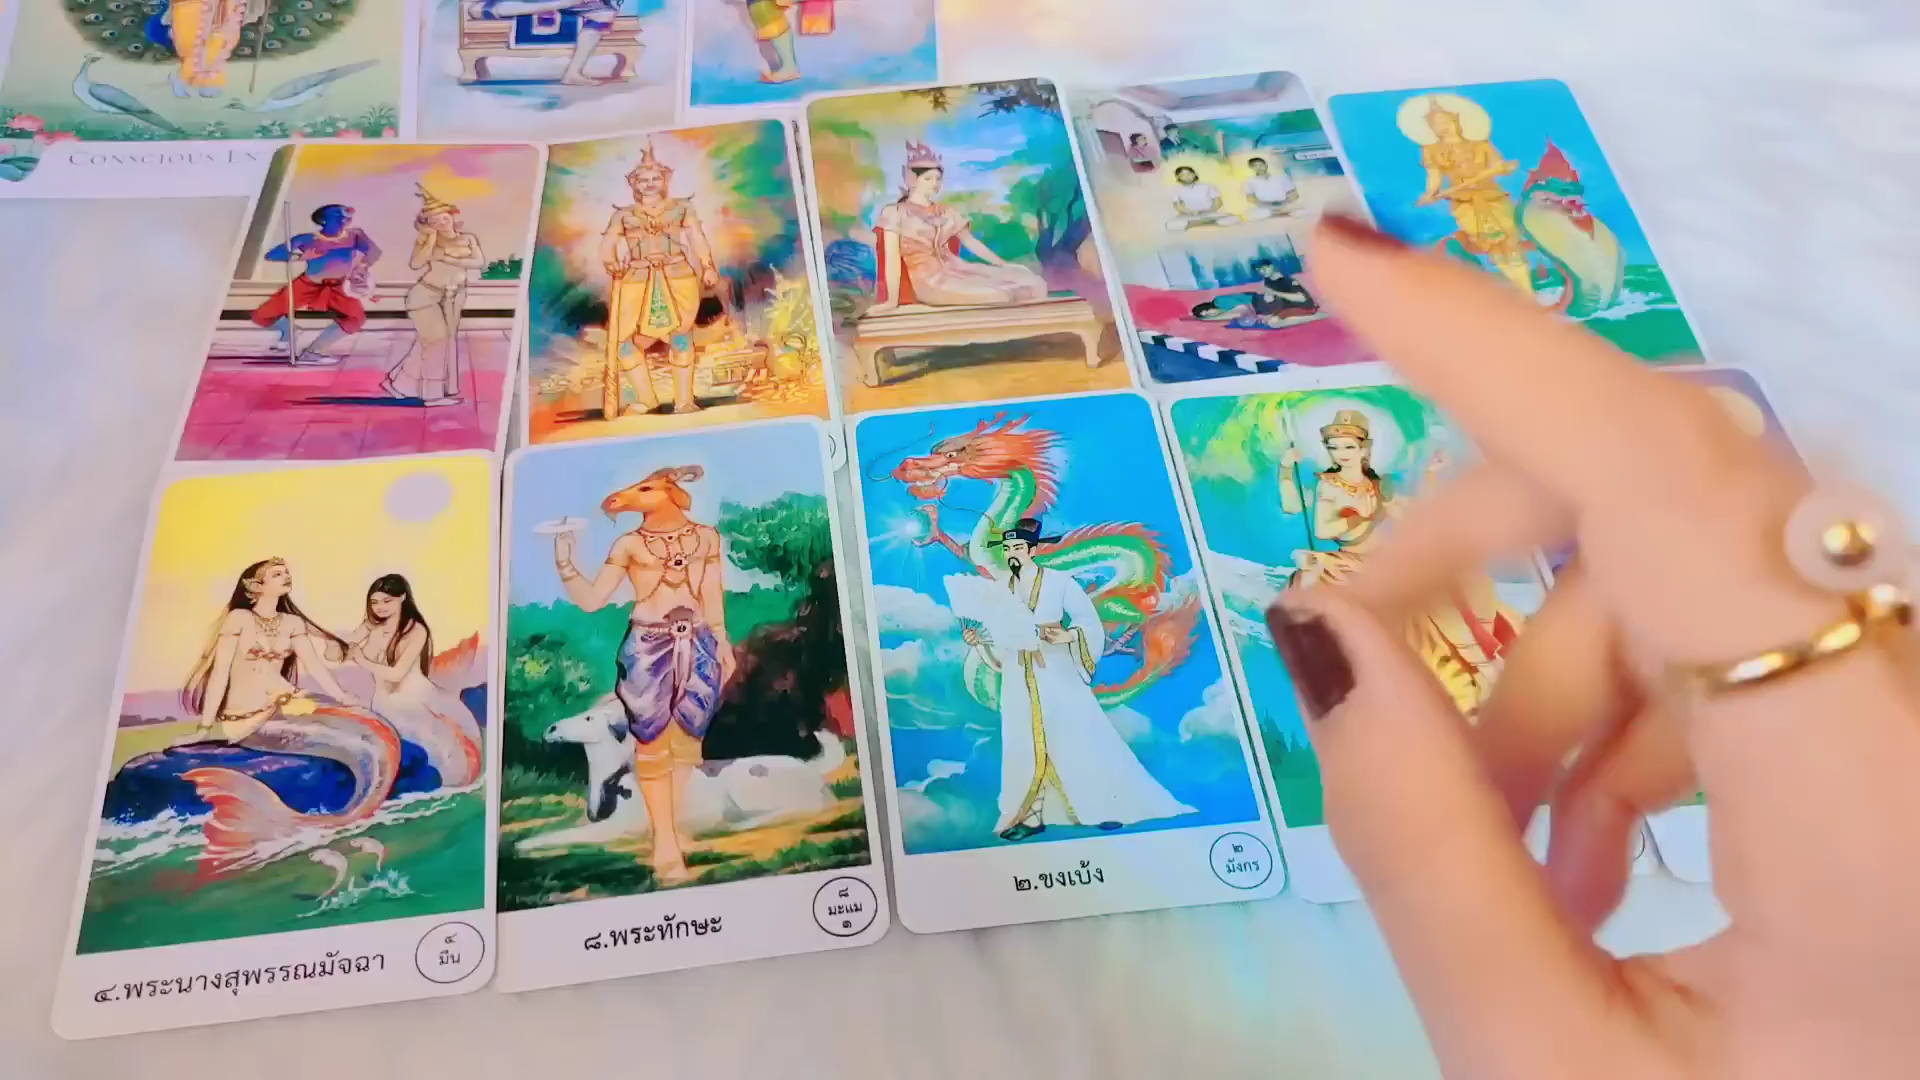 CONSCIOUS EN
๔.พระนางสุพรรณมัจฉา
๔
มีน
๘.พระทักษะ
๘
มะแม
๑
๒.ขงเบ้ง
๒
มังกร